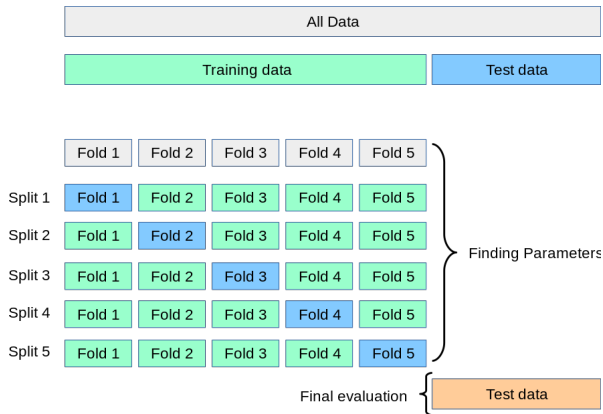 All Data
Training data Test data
Fold 1 Fold 2 Fold 3 Fold 4 Fold 5
Split 1 Fold 1 Fold 2 Fold 3 Fold 4 Fold 5
Split 2 Fold 1 Fold 2 Fold 3 Fold 4 Fold 5
Finding Parameters
Split 3 Fold 1 Fold 2 Fold 3 Fold 4 Fold 5
Split 4 Fold 1 Fold 2 Fold 3 Fold 4 Fold 5
Split 5 Fold 1 Fold 2 Fold 3 Fold 4 Fold 5
Final evaluation Test data